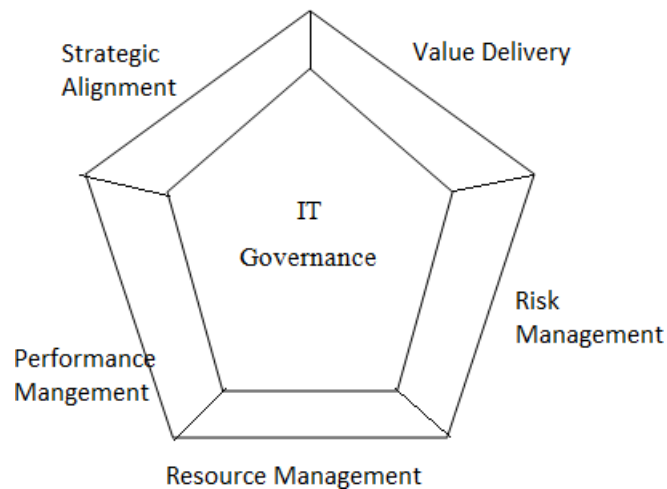 Strategic
Alignment
Value Delivery
IT
Governance
Risk
Management
Performance
Mangement
Resource Management